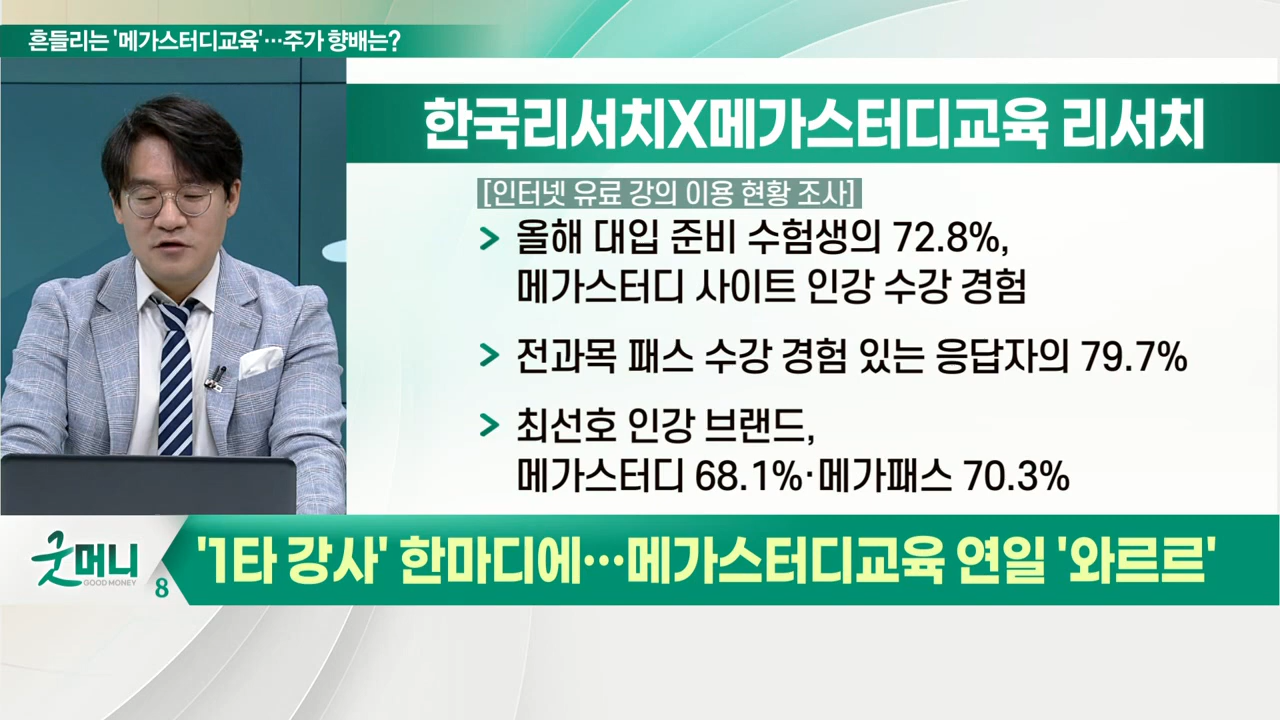 흔들리는 '메가스터디교육'…주가 향배는?
한국리서치X메가스터디교육 리서치
[인터넷 유료 강의 이용 현황 조사]
> 올해 대입 준비 수험생의 72.8%,
메가스터디 사이트 인강 수강 경험
> 전과목 패스 수강 경험 있는 응답자의 79.7%
> 최선호 인강 브랜드,
메가스터디 68.1%·메가패스 70.3%
굿머니
GOOD MONEY
8
'1타 강사' 한마디에…메가스터디교육 연일 '와르르'